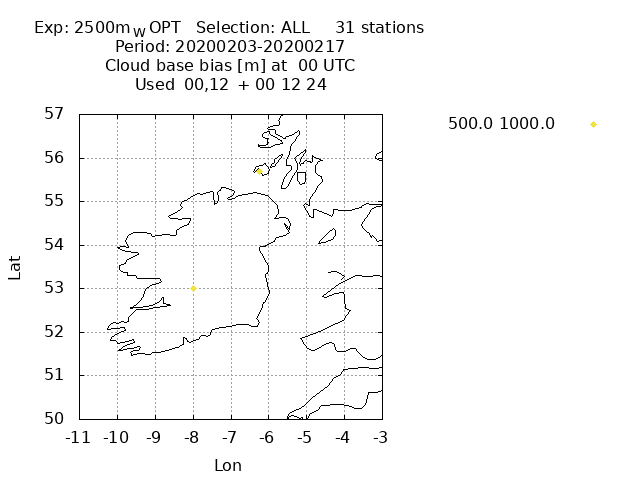 Exp: 2500m w OPT Selection: ALL 31 stations
Period: 20200203-20200217
Cloud base bias [m] at 00 UTC
Used 00,12 + 00 12 24
500.0 1000.0
57
56
55
54
53
52
51
50
Lat
-11 -10 -9 -8 -7 -6 -5 -4 -3
Lon